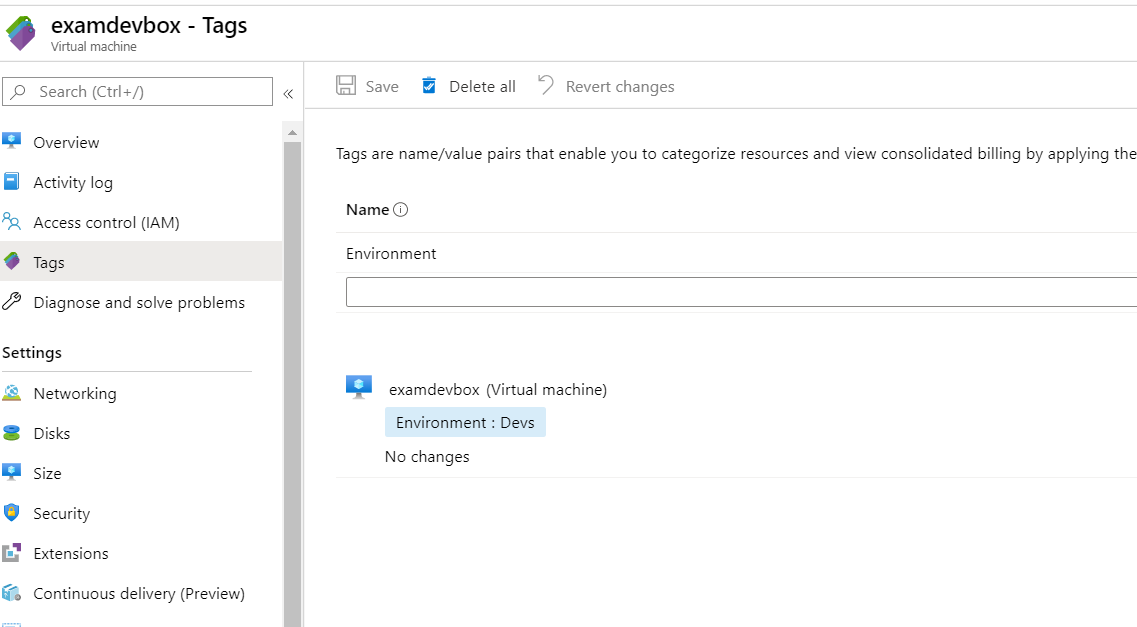 examdevbox - Tags
Virtual machine
Search (Ctrl+/)
«
Overview
Activity log
Access control (IAM)
Tags
Diagnose and solve problems
Settings
Networking
Disks
Size
Security
Extensions
Continuous delivery (Preview)
Save Delete all Revert changes
Tags are name/value pairs that enable you to categorize resources and view consolidated billing by applying the
Name
Environment
examdevbox (Virtual machine)
Environment : Devs
No changes